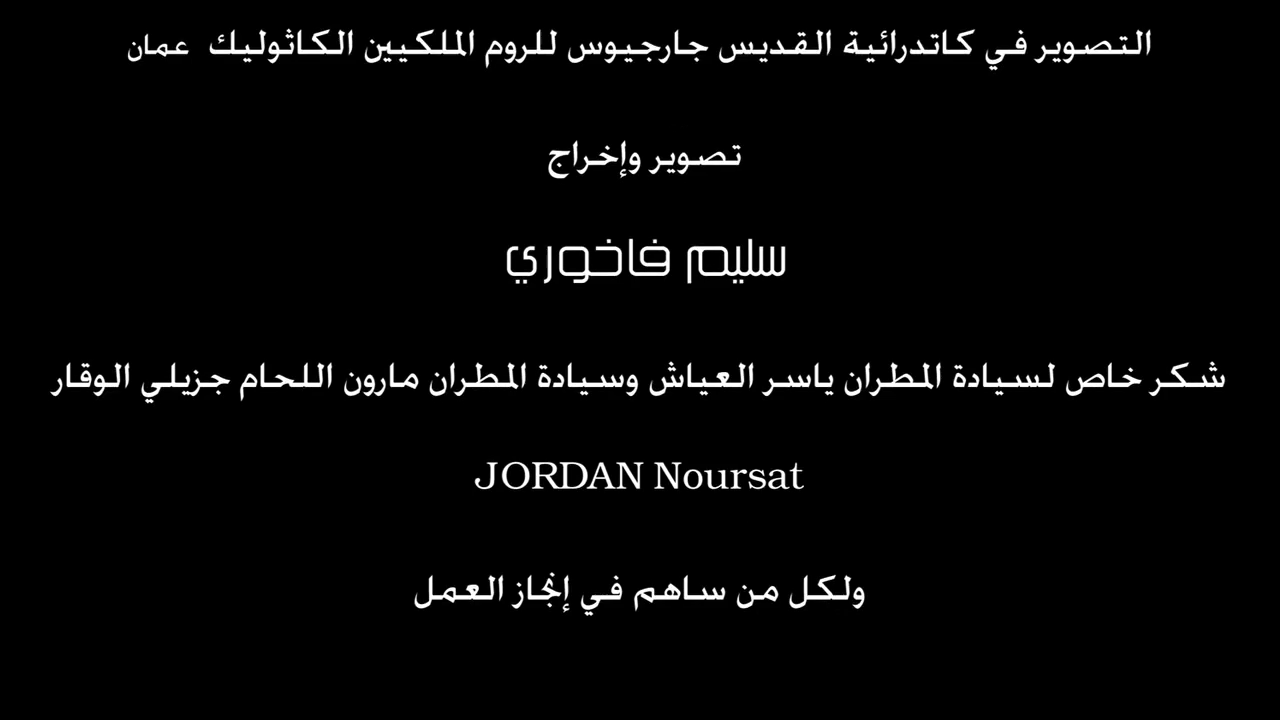 التصوير في كاتدرائية القديس جارجيوس للروم الملكيين الكاثوليك عمان
تصوير وإخراج
سليم فاخوري
شكر خاص لسيادة المطران ياسر العياش وسيادة المطران مارون اللحام جزيلي الوقار
JORDAN Noursat
ولكل من ساهم في إنجاز العمل